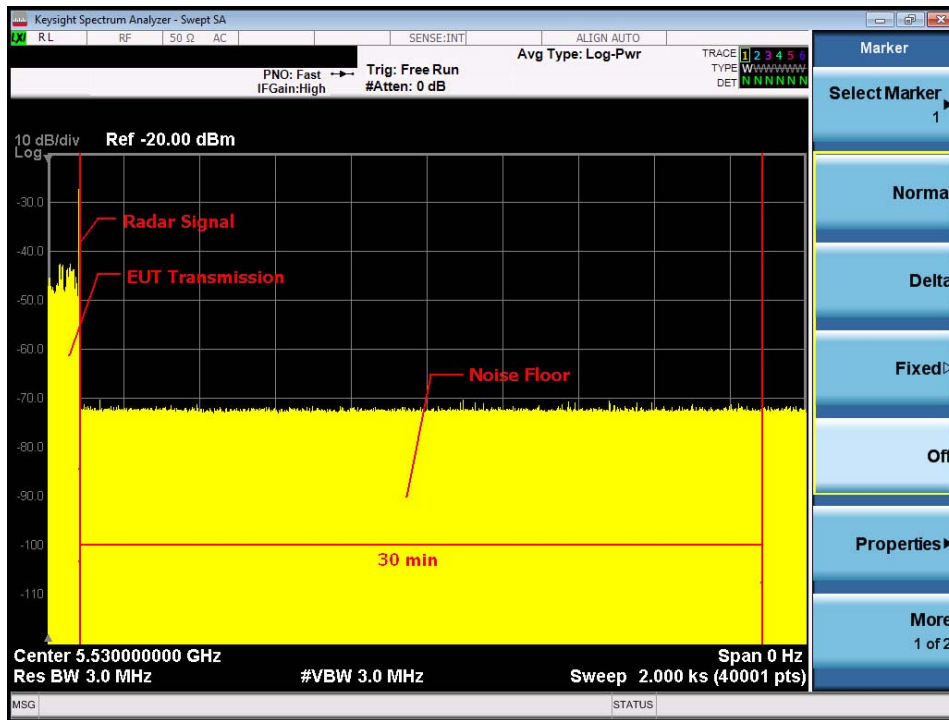 Keysight Spectrum Analyzer - Swept SA
LXI RL RF 50 Ω AC SENSE:INT ALIGN AUTO
PNO: Fast
IFGain:High
Trig: Free Run
#Atten: 0 dB
Avg Type: Log-Pwr
TRACE 1 2 3 4 5 6
TYPE WWWWWW
DET N N N N N N
10 dB/div
Log
Ref -20.00 dBm
-30.0
Radar Signal
-40.0
EUT Transmission
-50.0
-60.0
Noise Floor
-70.0
-80.0
-90.0
-100
30 min
-110
Center 5.530000000 GHz
Span 0 Hz
Res BW 3.0 MHz
#VBW 3.0 MHz
Sweep 2.000 ks (40001 pts)
MSG
STATUS
Marker
Select Marker
1
Norma
Delta
Fixed
Off
Properties
More
1 of 2